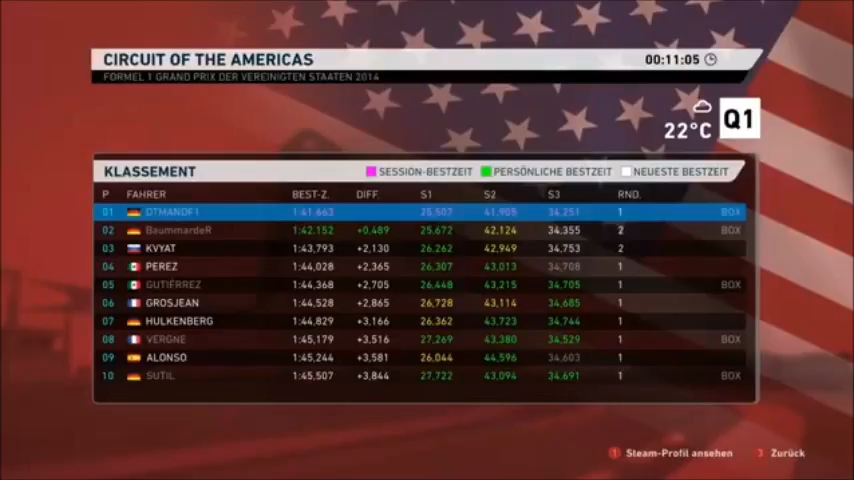 CIRCUIT OF THE AMERICAS 00:11:05
FORMEL 1 GRAND PRIX DER VEREINIGTEN STAATEN 2014
22°C Q1
KLASSEMENT SESSION-BESTZEIT PERSÖNLICHE BESTZEIT NEUESTE BESTZEIT
P FAHRER BEST-Z. DIFF. S1 S2 S3 RND.
01 DTMANDF1 1:41,663 25,507 41,905 34,251 1 BOX
02 BaummardeR 1:42,152 +0,489 25,672 42,124 34,355 2 BOX
03 KVYAT 1:43,793 +2,130 26,262 42,949 34,753 2
04 PEREZ 1:44,028 +2,365 26,307 43,013 34,708 1
05 GUTIÉRREZ 1:44,368 +2,705 26,448 43,215 34,705 1 BOX
06 GROSJEAN 1:44,528 +2,865 26,728 43,114 34,685 1
07 HULKENBERG 1:44,829 +3,166 26,362 43,723 34,744 1
08 VERGNE 1:45,179 +3,516 27,269 43,380 34,529 1 BOX
09 ALONSO 1:45,244 +3,581 26,044 44,596 34,603 1
10 SUTIL 1:45,507 +3,844 27,722 43,094 34,691 1 BOX
1 Steam-Profil ansehen 3 Zurück